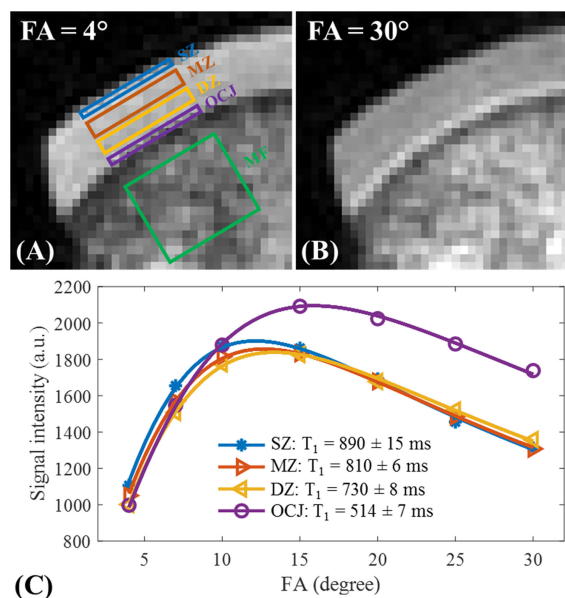 FA = 4°
SZ
MZ
DZ
OCJ
MF
(A)
FA = 30°
(B)
2200
2000
1800
1600
1400
1200
1000
800
Signal intensity (a.u.)
SZ: T₁ = 890 ± 15 ms
MZ: T₁ = 810 ± 6 ms
DZ: T₁ = 730 ± 8 ms
OCJ: T₁ = 514 ± 7 ms
5 10 15 20 25 30
FA (degree)
(C)